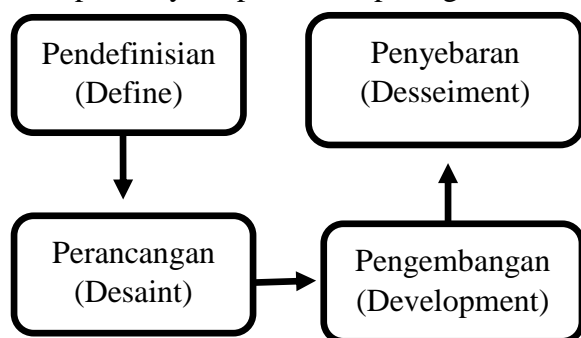 Pendefinisian
(Define)
Penyebaran
(Desseiment)
Perancangan
(Desaint)
Pengembangan
(Development)